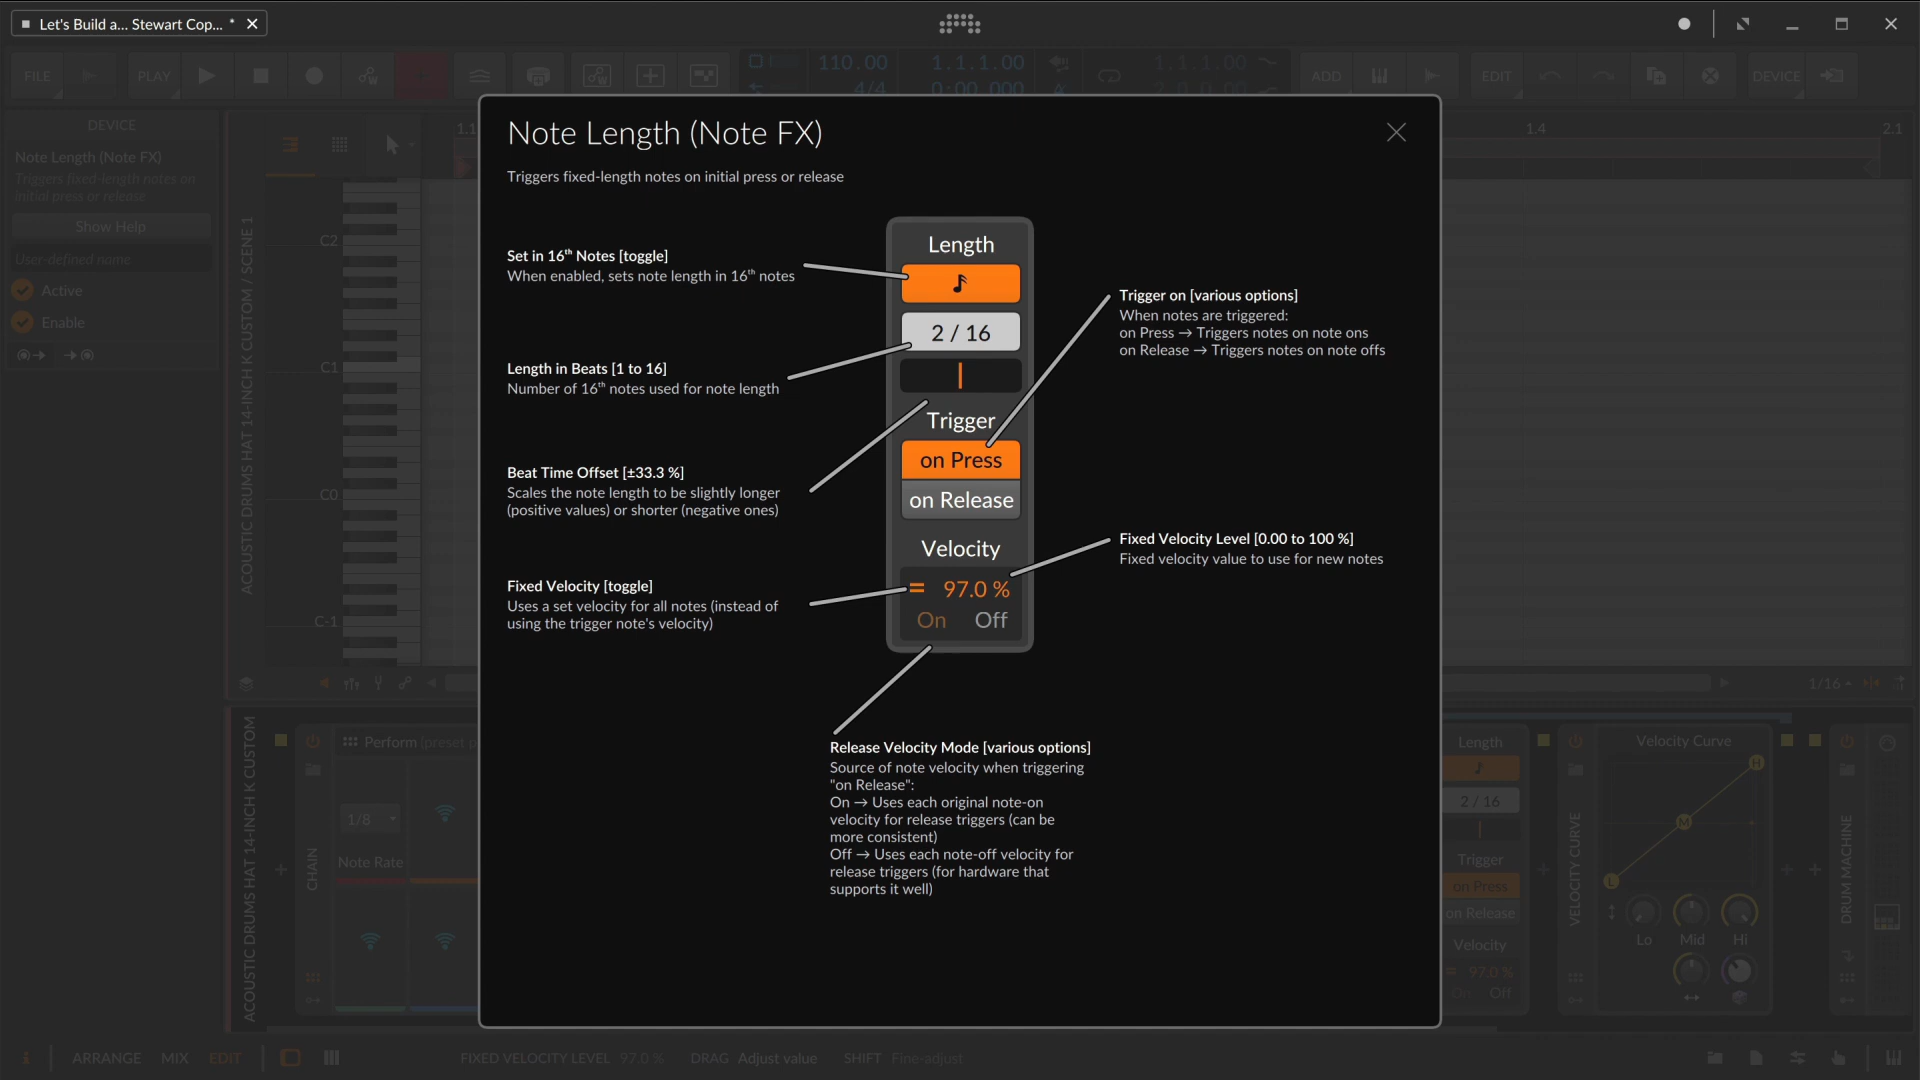 Let's Build a... Stewart Cop... *
FILE
PLAY
110.00
4/4
1.1.1.00
0:00.000
1.1.1.00
2.0.0.00
ADD
EDIT
DEVICE
DEVICE
Note Length (Note FX)
Triggers fixed-length notes on
initial press or release
Show Help
User-defined name
Active
Enable
ACOUSTIC DRUMS HAT 14-INCH K CUSTOM / SCENE 1
1.1
1.4
2.1
C2
C1
C0
C-1
Note Length (Note FX)
Triggers fixed-length notes on initial press or release
Set in 16th Notes [toggle]
When enabled, sets note length in 16th notes
Length in Beats [1 to 16]
Number of 16th notes used for note length
Beat Time Offset [±33.3 %]
Scales the note length to be slightly longer
(positive values) or shorter (negative ones)
Fixed Velocity [toggle]
Uses a set velocity for all notes (instead of
using the trigger note's velocity)
Length
2 / 16
Trigger
on Press
on Release
Velocity
= 97.0 %
On Off
Trigger on [various options]
When notes are triggered:
on Press → Triggers notes on note ons
on Release → Triggers notes on note offs
Fixed Velocity Level [0.00 to 100 %]
Fixed velocity value to use for new notes
Release Velocity Mode [various options]
Source of note velocity when triggering
"on Release":
On → Uses each original note-on
velocity for release triggers (can be
more consistent)
Off → Uses each note-off velocity for
release triggers (for hardware that
supports it well)
1/16
ACOUSTIC DRUMS HAT 14-INCH K CUSTOM
CHAIN
Perform (preset p
1/8
Note Rate
Length
2 / 16
Trigger
on Press
on Release
Velocity
= 97.0 %
On Off
VELOCITY CURVE
Velocity Curve
H
M
L
Lo
Mid
Hi
DRUM MACHINE
i
ARRANGE
MIX
EDIT
FIXED VELOCITY LEVEL 97.0 %
DRAG Adjust value
SHIFT Fine-adjust